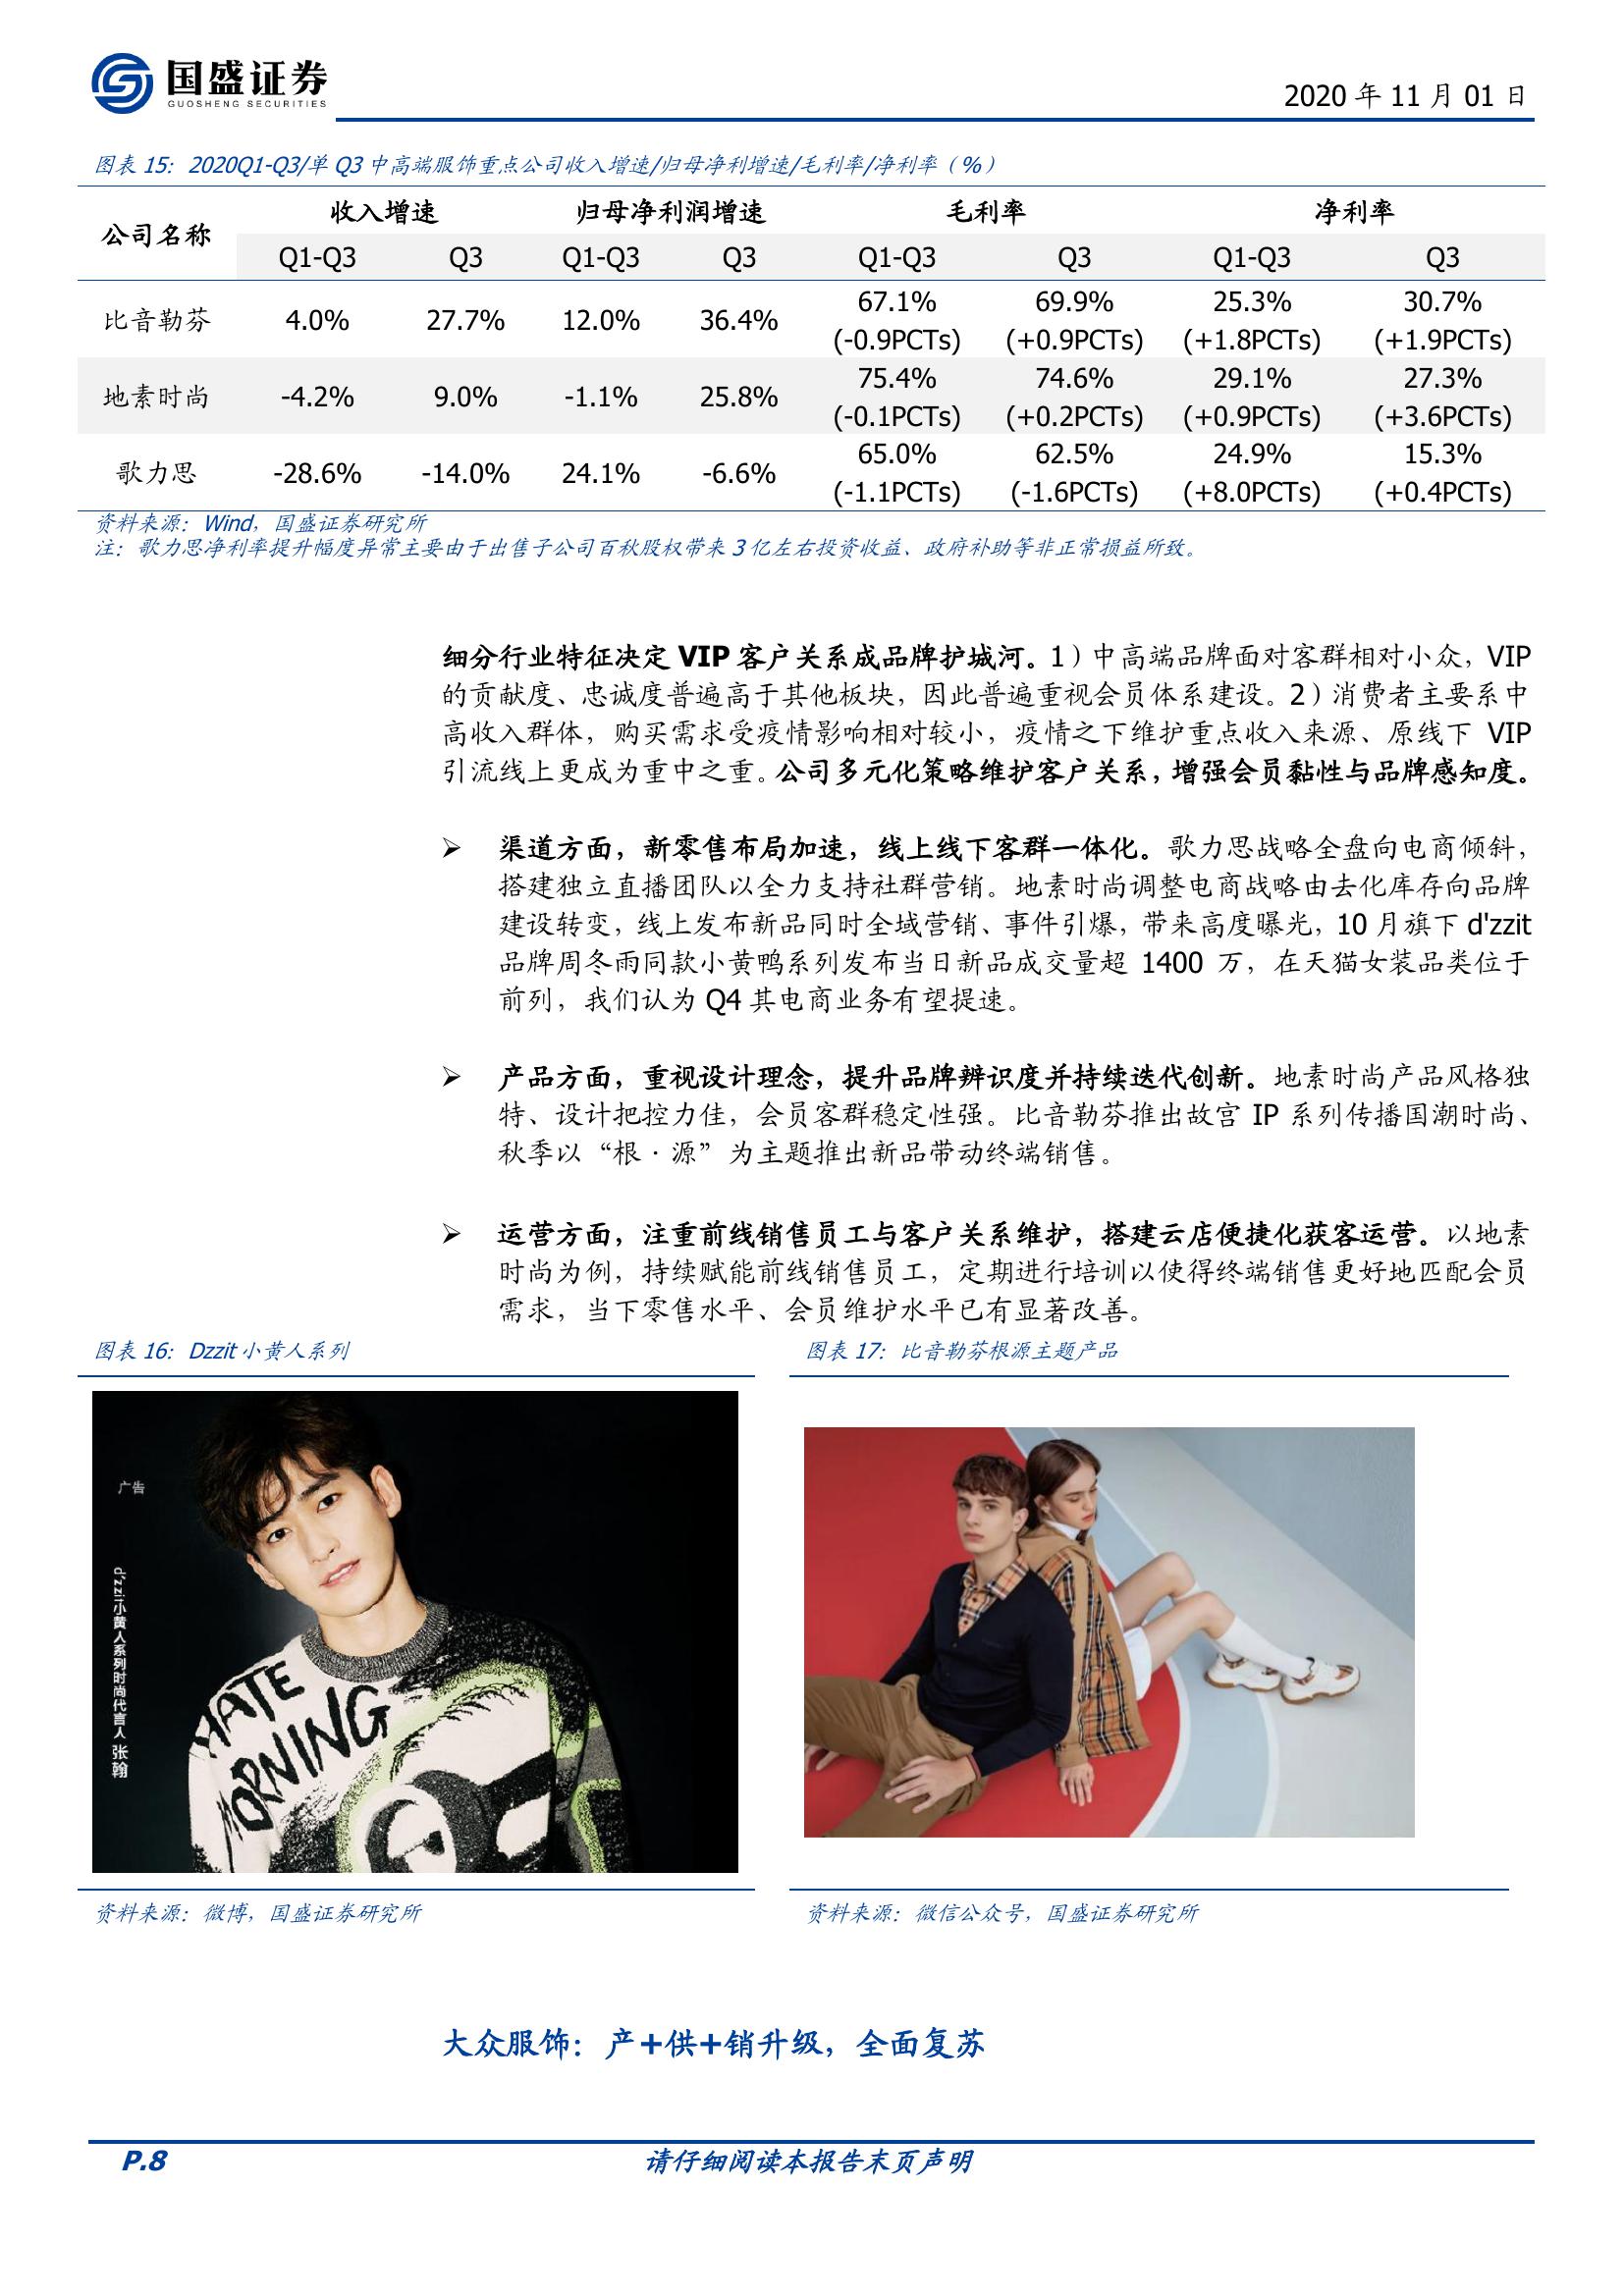 国盛证券
GUOSHENG SECURITIES
2020 年 11 月 01 日
图表 15：2020Q1-Q3/单 Q3 中高端服饰重点公司收入增速/归母净利增速/毛利率/净利率（%）
公司名称 收入增速 归母净利润增速 毛利率 净利率
Q1-Q3 Q3 Q1-Q3 Q3 Q1-Q3 Q3 Q1-Q3 Q3
比音勒芬 4.0% 27.7% 12.0% 36.4% 67.1% 69.9% 25.3% 30.7%
(-0.9PCTs) (+0.9PCTs) (+1.8PCTs) (+1.9PCTs)
地素时尚 -4.2% 9.0% -1.1% 25.8% 75.4% 74.6% 29.1% 27.3%
(-0.1PCTs) (+0.2PCTs) (+0.9PCTs) (+3.6PCTs)
歌力思 -28.6% -14.0% 24.1% -6.6% 65.0% 62.5% 24.9% 15.3%
(-1.1PCTs) (-1.6PCTs) (+8.0PCTs) (+0.4PCTs)
资料来源：Wind，国盛证券研究所
注：歌力思净利率提升幅度异常主要由于出售子公司百秋股权带来 3 亿左右投资收益、政府补助等非正常损益所致。
细分行业特征决定 VIP 客户关系成品牌护城河。1）中高端品牌面对客群相对小众，VIP
的贡献度、忠诚度普遍高于其他板块，因此普遍重视会员体系建设。2）消费者主要系中
高收入群体，购买需求受疫情影响相对较小，疫情之下维护重点收入来源、原线下 VIP
引流线上更成为重中之重。公司多元化策略维护客户关系，增强会员黏性与品牌感知度。
➢ 渠道方面，新零售布局加速，线上线下客群一体化。歌力思战略全盘向电商倾斜，
搭建独立直播团队以全力支持社群营销。地素时尚调整电商战略由去化库存向品牌
建设转变，线上发布新品同时全域营销、事件引爆，带来高度曝光，10 月旗下 d'zzit
品牌周冬雨同款小黄鸭系列发布当日新品成交量超 1400 万，在天猫女装品类位于
前列，我们认为 Q4 其电商业务有望提速。
➢ 产品方面，重视设计理念，提升品牌辨识度并持续迭代创新。地素时尚产品风格独
特、设计把控力佳，会员客群稳定性强。比音勒芬推出故宫 IP 系列传播国潮时尚、
秋季以“根·源”为主题推出新品带动终端销售。
➢ 运营方面，注重前线销售员工与客户关系维护，搭建云店便捷化获客运营。以地素
时尚为例，持续赋能前线销售员工，定期进行培训以使得终端销售更好地匹配会员
需求，当下零售水平、会员维护水平已有显著改善。
图表 16：Dzzit 小黄人系列
广告
d'zzit小黄人系列时尚代言人 张翰
HATE
MORNING
资料来源：微博，国盛证券研究所
图表 17：比音勒芬根源主题产品
资料来源：微信公众号，国盛证券研究所
大众服饰：产+供+销升级，全面复苏
P.8
请仔细阅读本报告末页声明